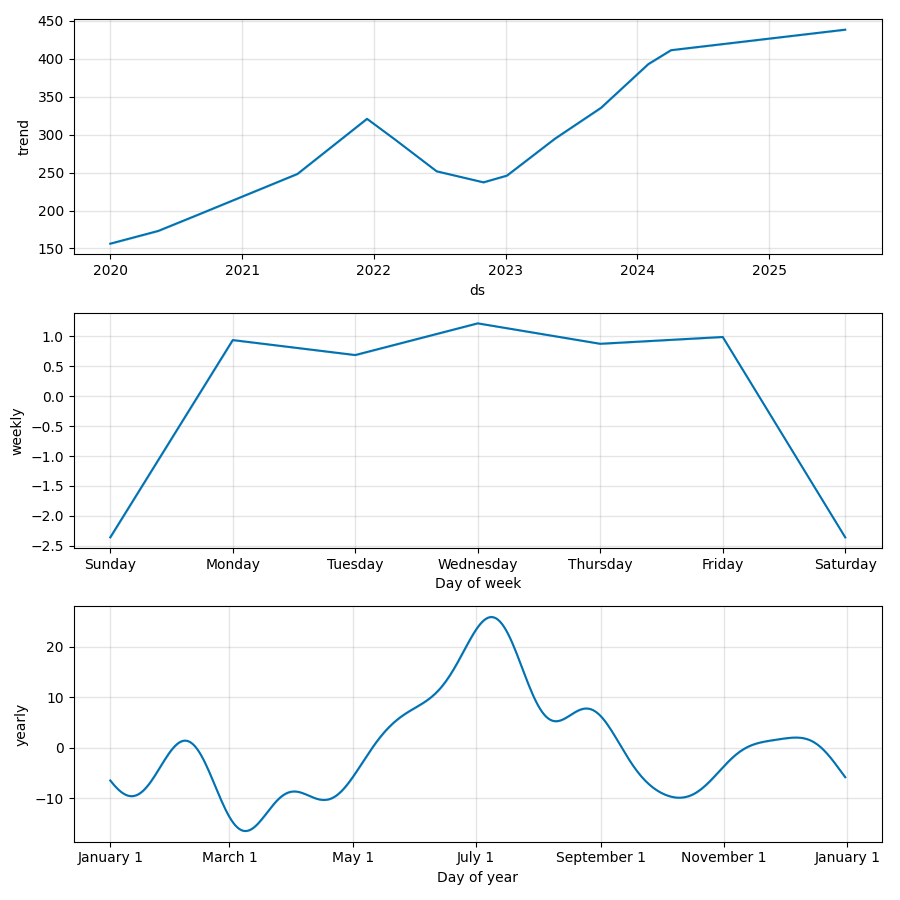 450
400
350
300
250
200
150
trend
2020 2021 2022 2023 2024 2025
ds
1.0
0.5
0.0
−0.5
−1.0
−1.5
−2.0
−2.5
weekly
Sunday Monday Tuesday Wednesday Thursday Friday Saturday
Day of week
20
10
0
−10
yearly
January 1 March 1 May 1 July 1 September 1 November 1 January 1
Day of year